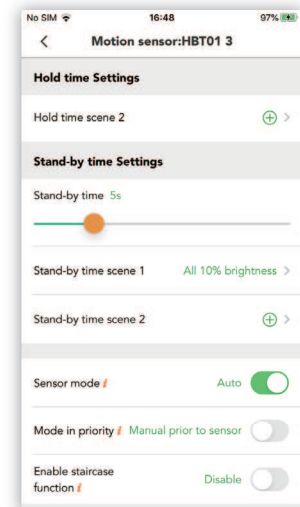 No SIM 16:48 97%
Motion sensor:HBT01 3
Hold time Settings
Hold time scene 2
Stand-by time Settings
Stand-by time 5s
Stand-by time scene 1 All 10% brightness
Stand-by time scene 2
Sensor mode i Auto
Mode in priority i Manual prior to sensor
Enable staircase
function i Disable